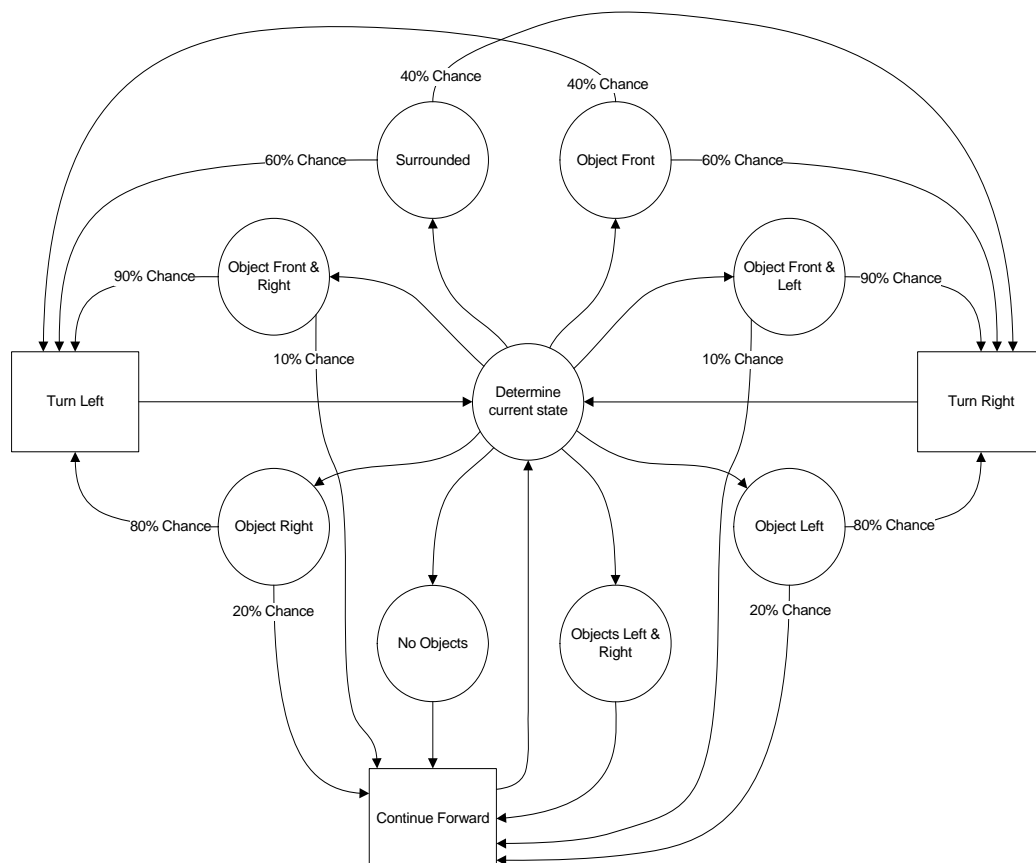 40% Chance
40% Chance
60% Chance
Surrounded
Object Front
60% Chance
90% Chance
Object Front &
Right
Object Front &
Left
90% Chance
10% Chance
10% Chance
Turn Left
Determine
current state
Turn Right
80% Chance
Object Right
Object Left
80% Chance
20% Chance
20% Chance
No Objects
Objects Left &
Right
Continue Forward